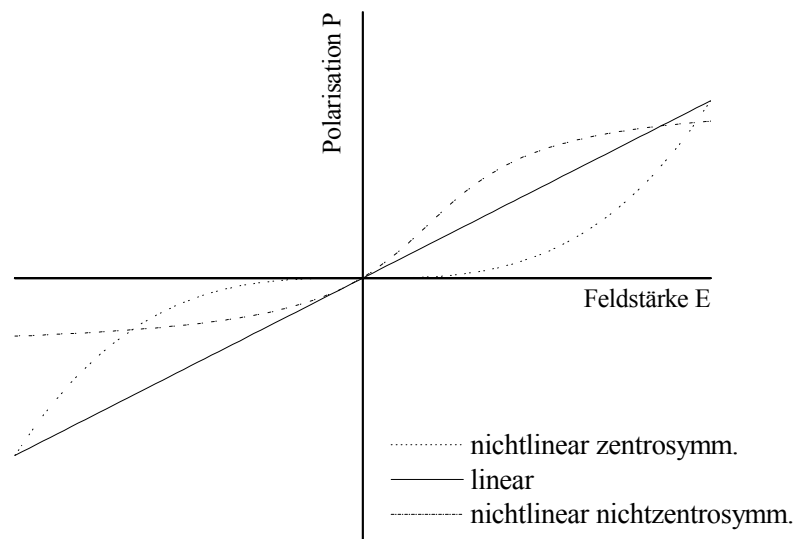 Polarisation P
Feldstärke E
nichtlinear zentrosymm.
linear
nichtlinear nichtzentrosymm.